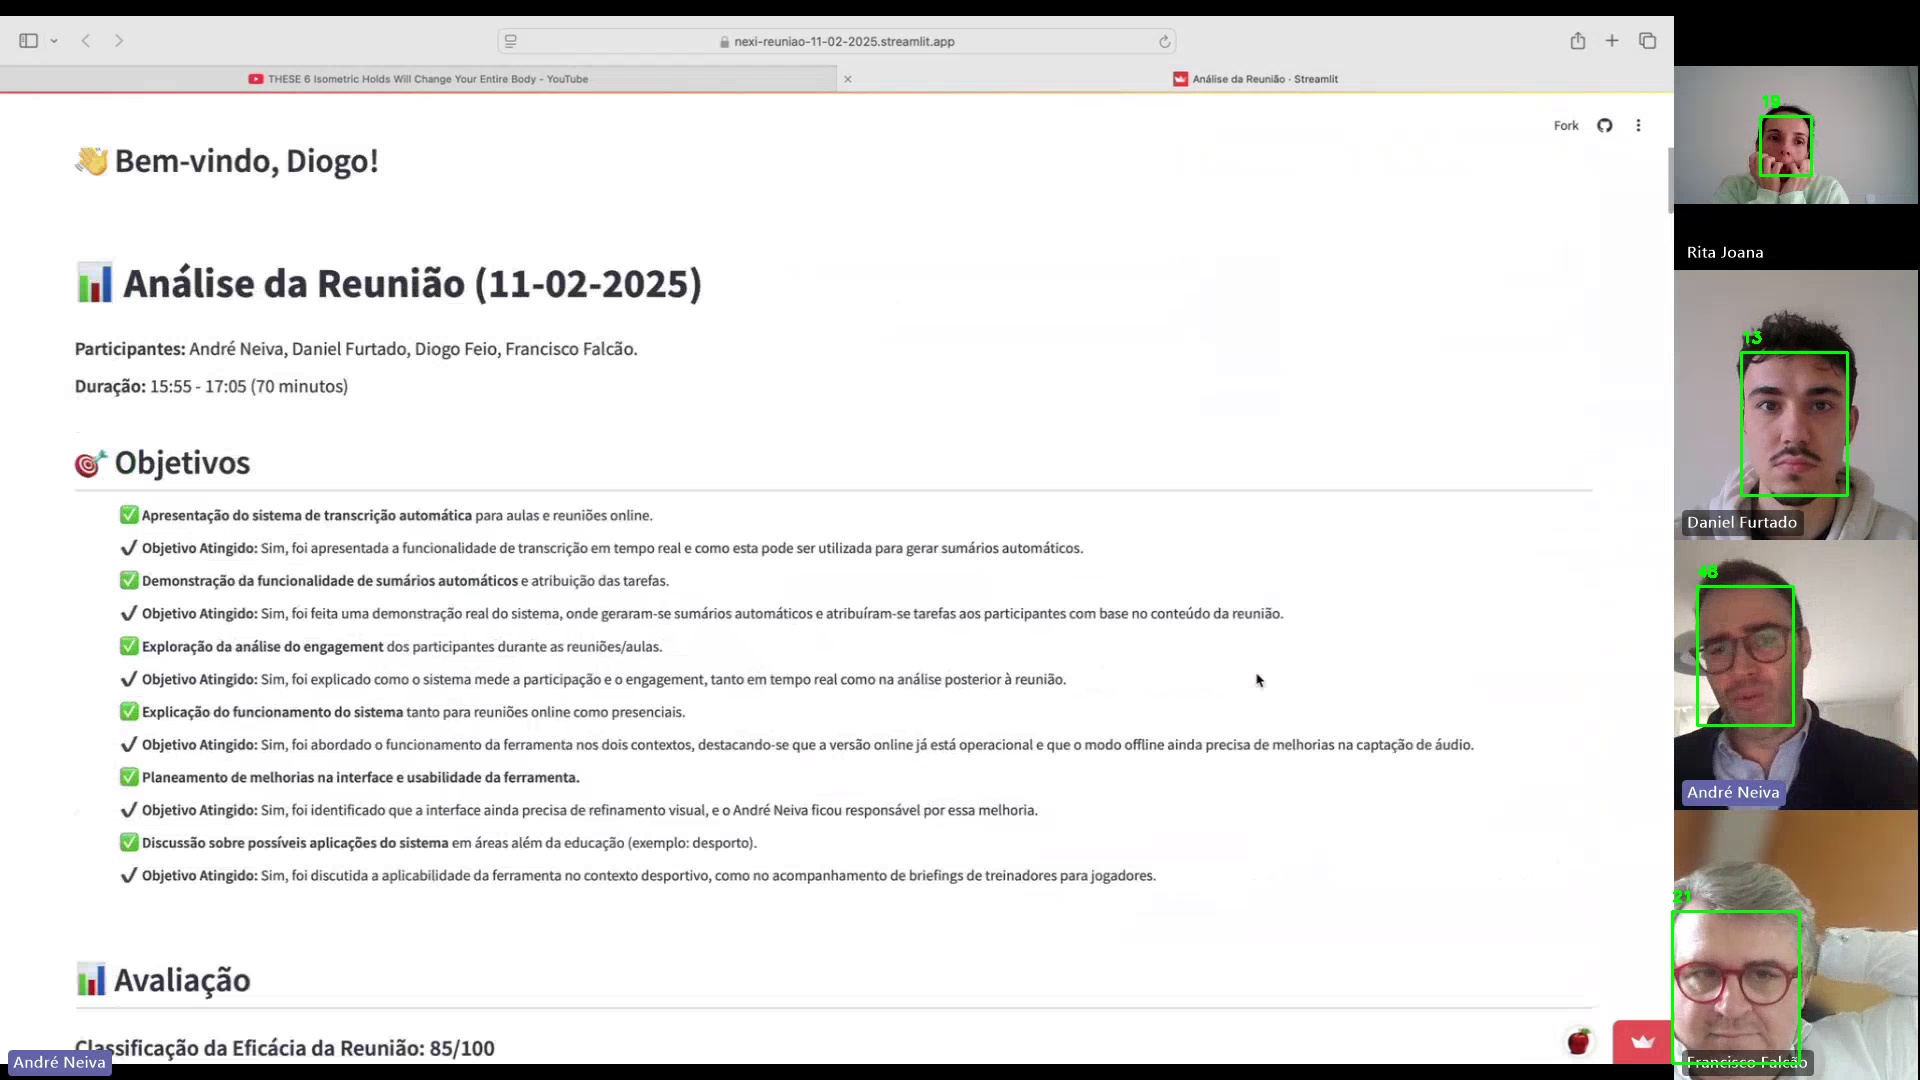 nexi-reuniao-11-02-2025.streamlit.app
THESE 6 Isometric Holds Will Change Your Entire Body - YouTube
Análise da Reunião · Streamlit
Fork
👋 Bem-vindo, Diogo!
📊 Análise da Reunião (11-02-2025)
Participantes: André Neiva, Daniel Furtado, Diogo Feio, Francisco Falcão.
Duração: 15:55 - 17:05 (70 minutos)
🎯 Objetivos
✅ Apresentação do sistema de transcrição automática para aulas e reuniões online.
✔ Objetivo Atingido: Sim, foi apresentada a funcionalidade de transcrição em tempo real e como esta pode ser utilizada para gerar sumários automáticos.
✅ Demonstração da funcionalidade de sumários automáticos e atribuição das tarefas.
✔ Objetivo Atingido: Sim, foi feita uma demonstração real do sistema, onde geraram-se sumários automáticos e atribuíram-se tarefas aos participantes com base no conteúdo da reunião.
✅ Exploração da análise do engagement dos participantes durante as reuniões/aulas.
✔ Objetivo Atingido: Sim, foi explicado como o sistema mede a participação e o engagement, tanto em tempo real como na análise posterior à reunião.
✅ Explicação do funcionamento do sistema tanto para reuniões online como presenciais.
✔ Objetivo Atingido: Sim, foi abordado o funcionamento da ferramenta nos dois contextos, destacando-se que a versão online já está operacional e que o modo offline ainda precisa de melhorias na captação de áudio.
✅ Planeamento de melhorias na interface e usabilidade da ferramenta.
✔ Objetivo Atingido: Sim, foi identificado que a interface ainda precisa de refinamento visual, e o André Neiva ficou responsável por essa melhoria.
✅ Discussão sobre possíveis aplicações do sistema em áreas além da educação (exemplo: desporto).
✔ Objetivo Atingido: Sim, foi discutida a aplicabilidade da ferramenta no contexto desportivo, como no acompanhamento de briefings de treinadores para jogadores.
📊 Avaliação
Classificação da Eficácia da Reunião: 85/100
André Neiva
19
Rita Joana
13
Daniel Furtado
48
André Neiva
21
Francisco Falcão